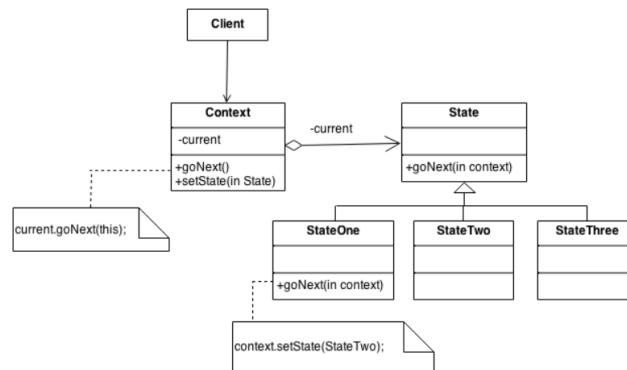 Client
Context
-current
+goNext()
+setState(in State)
-current
State
+goNext(in context)
current.goNext(this);
StateOne
+goNext(in context)
StateTwo
StateThree
context.setState(StateTwo);